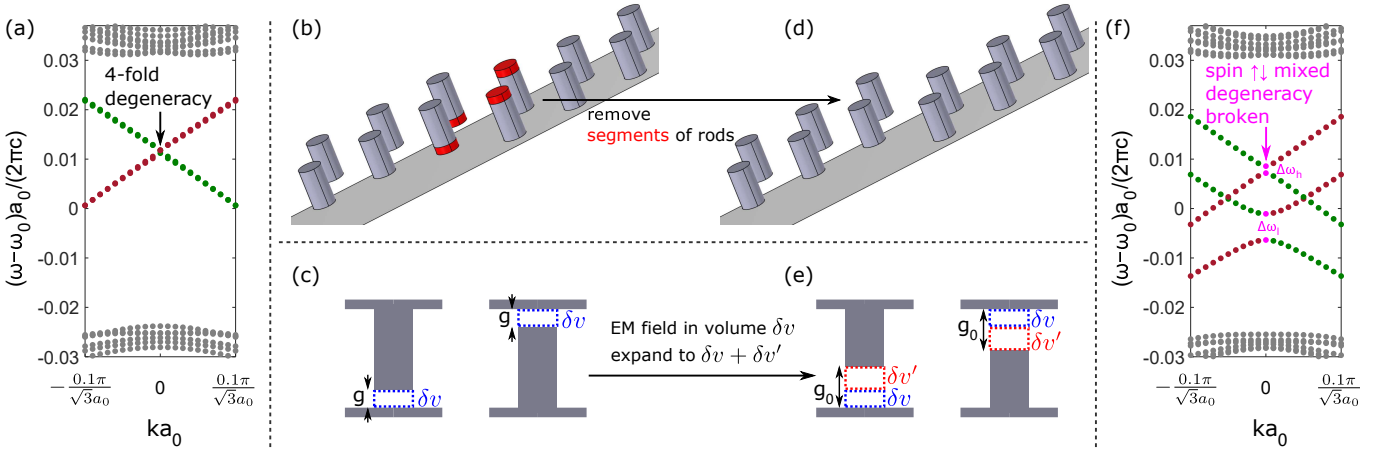 (a)
0.03
0.02
0.01
0
-0.01
-0.02
-0.03
(ω−ω₀)a₀/(2πc)
4-fold
degeneracy
−0.1π/√3a₀
0
0.1π/√3a₀
ka₀
(b)
remove
segments of rods
(d)
(c)
g
δv
g
δv
EM field in volume δv
expand to δv + δv′
(e)
g₀
δv′
δv
g₀
δv
δv′
(f)
0.03
0.02
0.01
0
-0.01
-0.02
-0.03
(ω−ω₀)a₀/(2πc)
spin ↑↓ mixed
degeneracy
broken
Δωₕ
Δωₗ
−0.1π/√3a₀
0
0.1π/√3a₀
ka₀